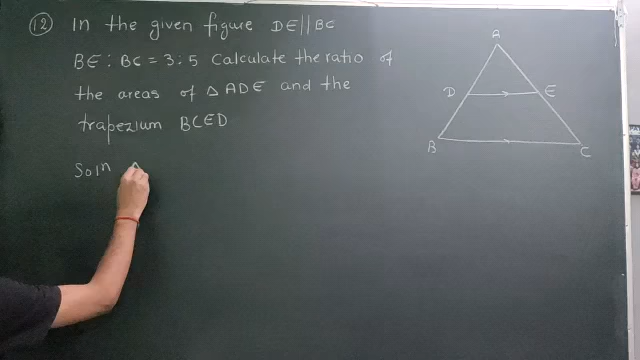 (12) In the given figure DE||BC
BE : BC = 3 : 5 Calculate the ratio of
the areas of △ ADE and the
trapezium BCED
Soln
A
D
E
B
C